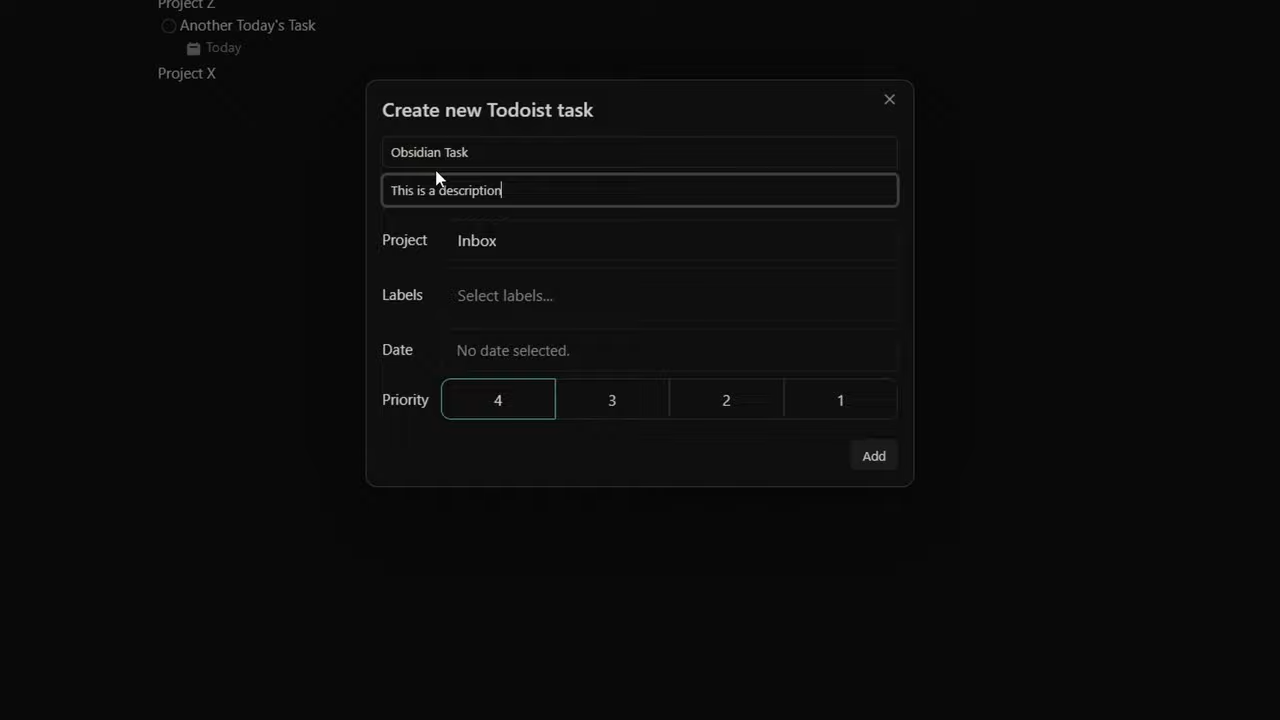 Project Z
Another Today's Task
Today
Project X
Create new Todoist task
Obsidian Task
This is a description
Project Inbox
Labels Select labels...
Date No date selected.
Priority 4 3 2 1
Add